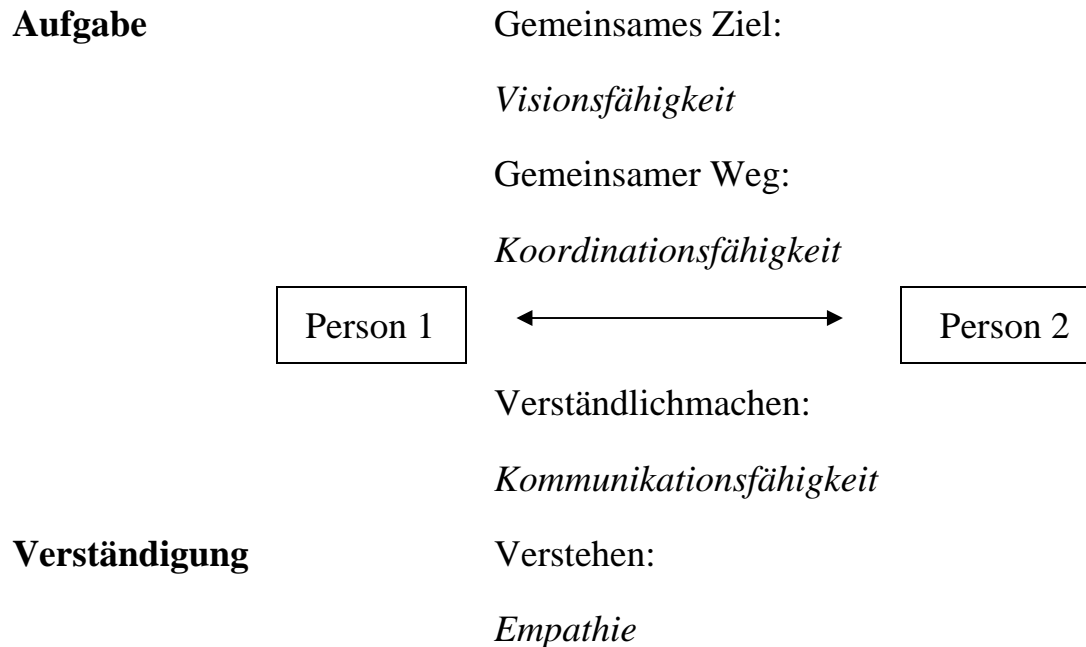 Aufgabe Gemeinsames Ziel:
Visionsfähigkeit
Gemeinsamer Weg:
Koordinationsfähigkeit
Person 1 Person 2
Verständlichmachen:
Kommunikationsfähigkeit
Verständigung Verstehen:
Empathie